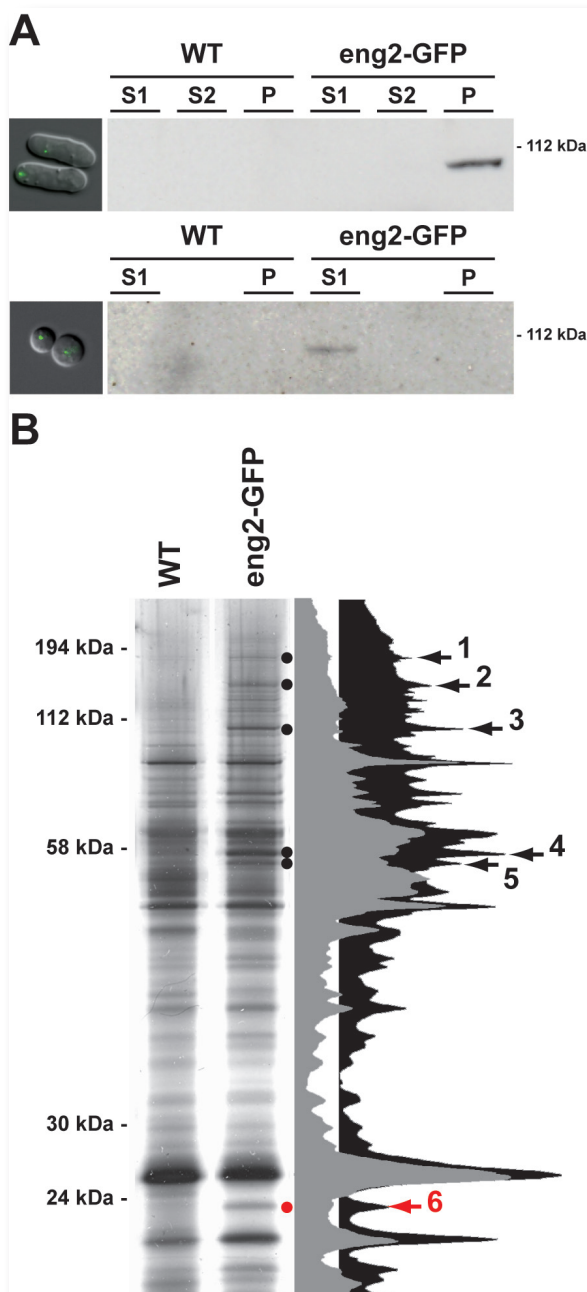 A
WT eng2-GFP
S1 S2 P S1 S2 P
- 112 kDa
WT eng2-GFP
S1 P S1 P
- 112 kDa
B
WT eng2-GFP
194 kDa -
1
2
112 kDa -
3
58 kDa -
4
5
30 kDa -
24 kDa -
6